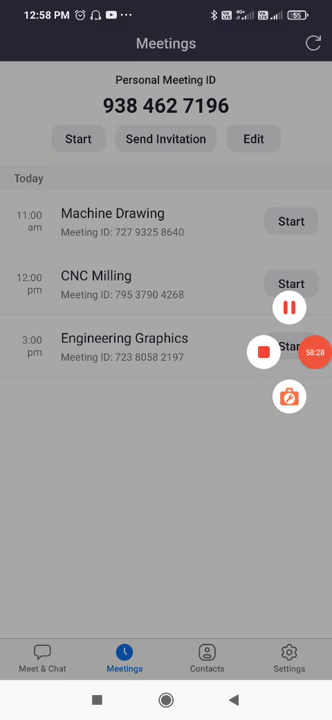 12:58 PM
4G+
55
Meetings
Personal Meeting ID
938 462 7196
Start
Send Invitation
Edit
Today
11:00 am
Machine Drawing
Meeting ID: 727 9325 8640
Start
12:00 pm
CNC Milling
Meeting ID: 795 3790 4268
Start
3:00 pm
Engineering Graphics
Meeting ID: 723 8058 2197
58:28
Meet & Chat
Meetings
Contacts
Settings